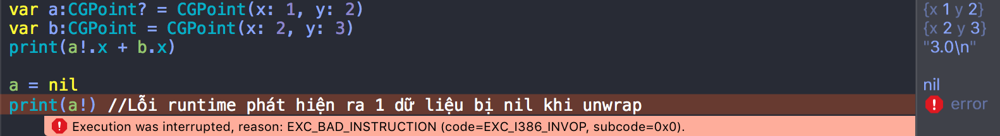 var a:CGPoint? = CGPoint(x: 1, y: 2) {x 1 y 2}
var b:CGPoint = CGPoint(x: 2, y: 3) {x 2 y 3}
print(a!.x + b.x) "3.0\n"
a = nil nil
print(a!) //Lỗi runtime phát hiện ra 1 dữ liệu bị nil khi unwrap error
Execution was interrupted, reason: EXC_BAD_INSTRUCTION (code=EXC_I386_INVOP, subcode=0x0).